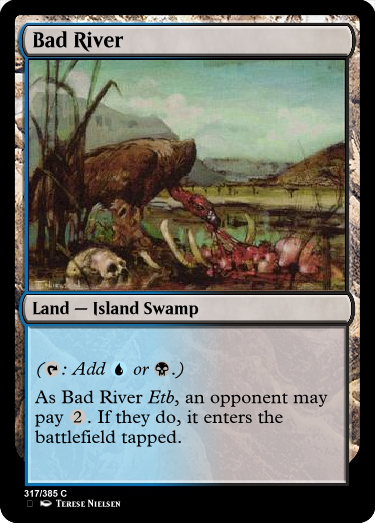 Bad River
Land — Island Swamp
(: Add or .)
As Bad River Etb, an opponent may
pay 2. If they do, it enters the
battlefield tapped.
317/385 C
Terese Nielsen